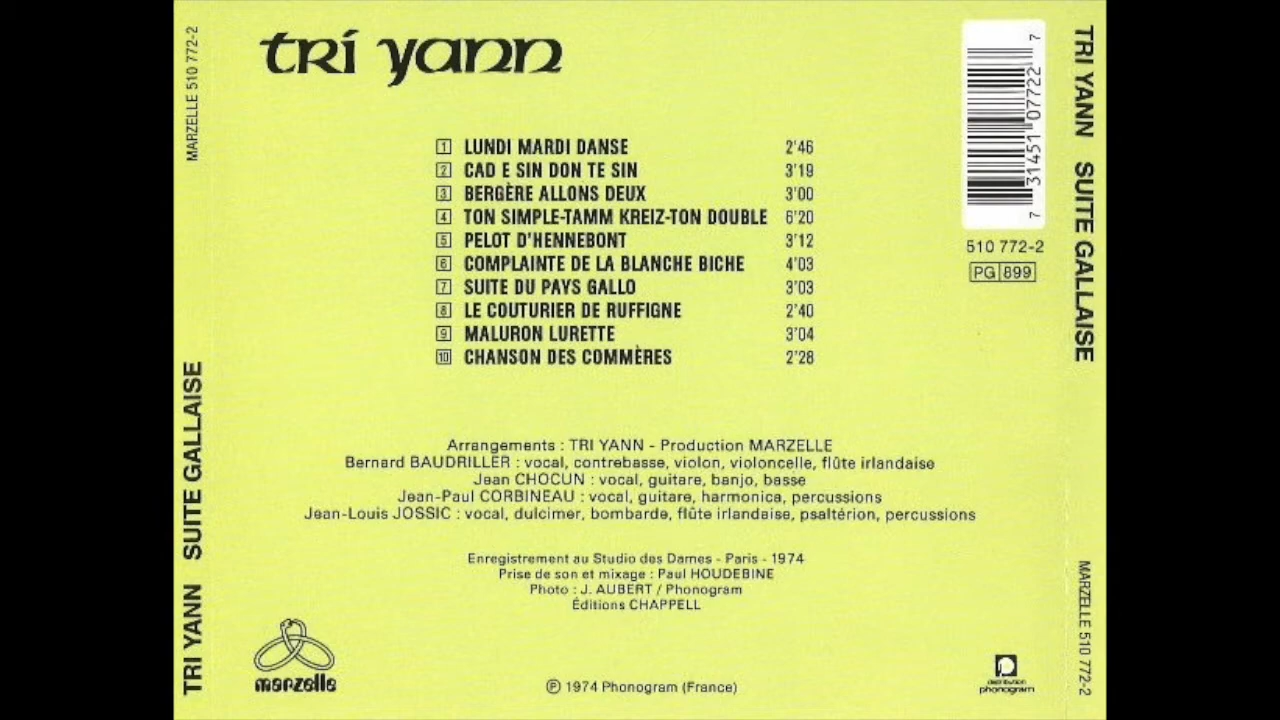 MARZELLE 510 772-2
TRI YANN SUITE GALLAISE
tri yann
1 LUNDI MARDI DANSE 2'46
2 CAD E SIN DON TE SIN 3'19
3 BERGÈRE ALLONS DEUX 3'00
4 TON SIMPLE-TAMM KREIZ-TON DOUBLE 6'20
5 PELOT D'HENNEBONT 3'12
6 COMPLAINTE DE LA BLANCHE BICHE 4'03
7 SUITE DU PAYS GALLO 3'03
8 LE COUTURIER DE RUFFIGNE 2'40
9 MALURON LURETTE 3'04
10 CHANSON DES COMMÈRES 2'28
Arrangements : TRI YANN - Production MARZELLE
Bernard BAUDRILLER : vocal, contrebasse, violon, violoncelle, flûte irlandaise
Jean CHOCUN : vocal, guitare, banjo, basse
Jean-Paul CORBINEAU : vocal, guitare, harmonica, percussions
Jean-Louis JOSSIC : vocal, dulcimer, bombarde, flûte irlandaise, psaltérion, percussions
Enregistrement au Studio des Dames - Paris - 1974
Prise de son et mixage : Paul HOUDEBINE
Photo : J. AUBERT / Phonogram
Éditions CHAPPELL
marzelle
℗ 1974 Phonogram (France)
distribution
phonogram
7 31451 07722 7
510 772-2
PG 899
TRI YANN SUITE GALLAISE
MARZELLE 510 772-2